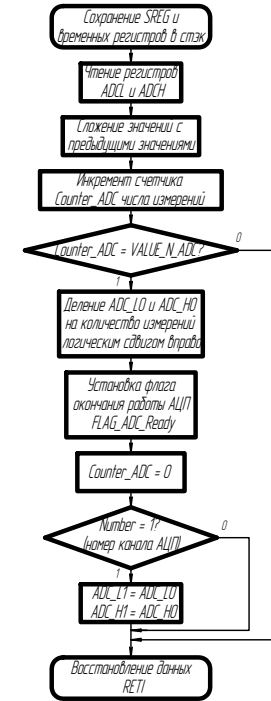 Сохранение SREG и
временных регистров в стэк
Чтение регистров
ADCL и ADCH
Сложение значении с
предыдущими значениями
Инкремент счетчика
Counter_ADC числа измерений
Counter_ADC = VALUE_N_ADC?
0
1
Деление ADC_L0 и ADC_H0
на количество измерений
логическим сдвигом вправо
Установка флага
окончания работы АЦП
FLAG_ADC_Ready
Counter_ADC = 0
Number = 1?
(номер канала АЦП)
0
1
ADC_L1 = ADC_L0
ADC_H1 = ADC_H0
Восстановление данных
RETI